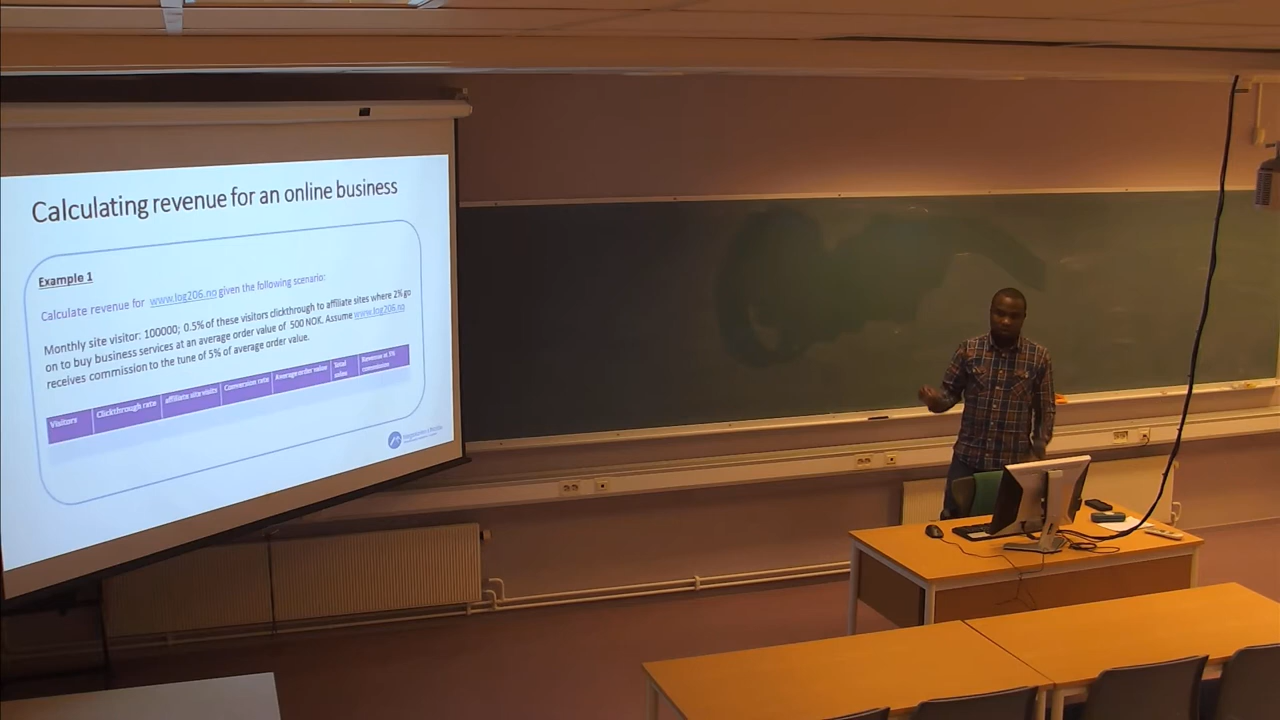 Calculating revenue for an online business
Example 1
Calculate revenue for www.log206.no given the following scenario:
Monthly site visitor: 100000; 0.5% of these visitors clickthrough to affiliate sites where 2% go
on to buy business services at an average order value of 500 NOK. Assume www.log206.no
receives commission to the tune of 5% of average order value.
Visitors Clickthrough rate affiliate site visits Conversion rate Average order value Total Revenue at 5%
value commission